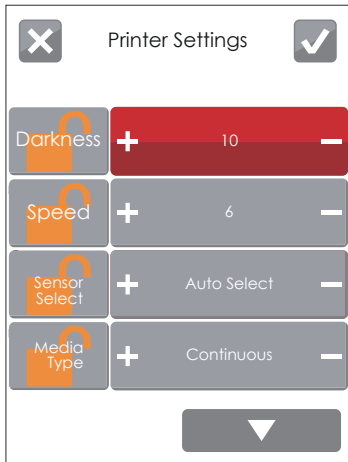 Printer Settings
Darkness + 10 −
Speed + 6 −
Sensor
Select + Auto Select −
Media
Type + Continuous −